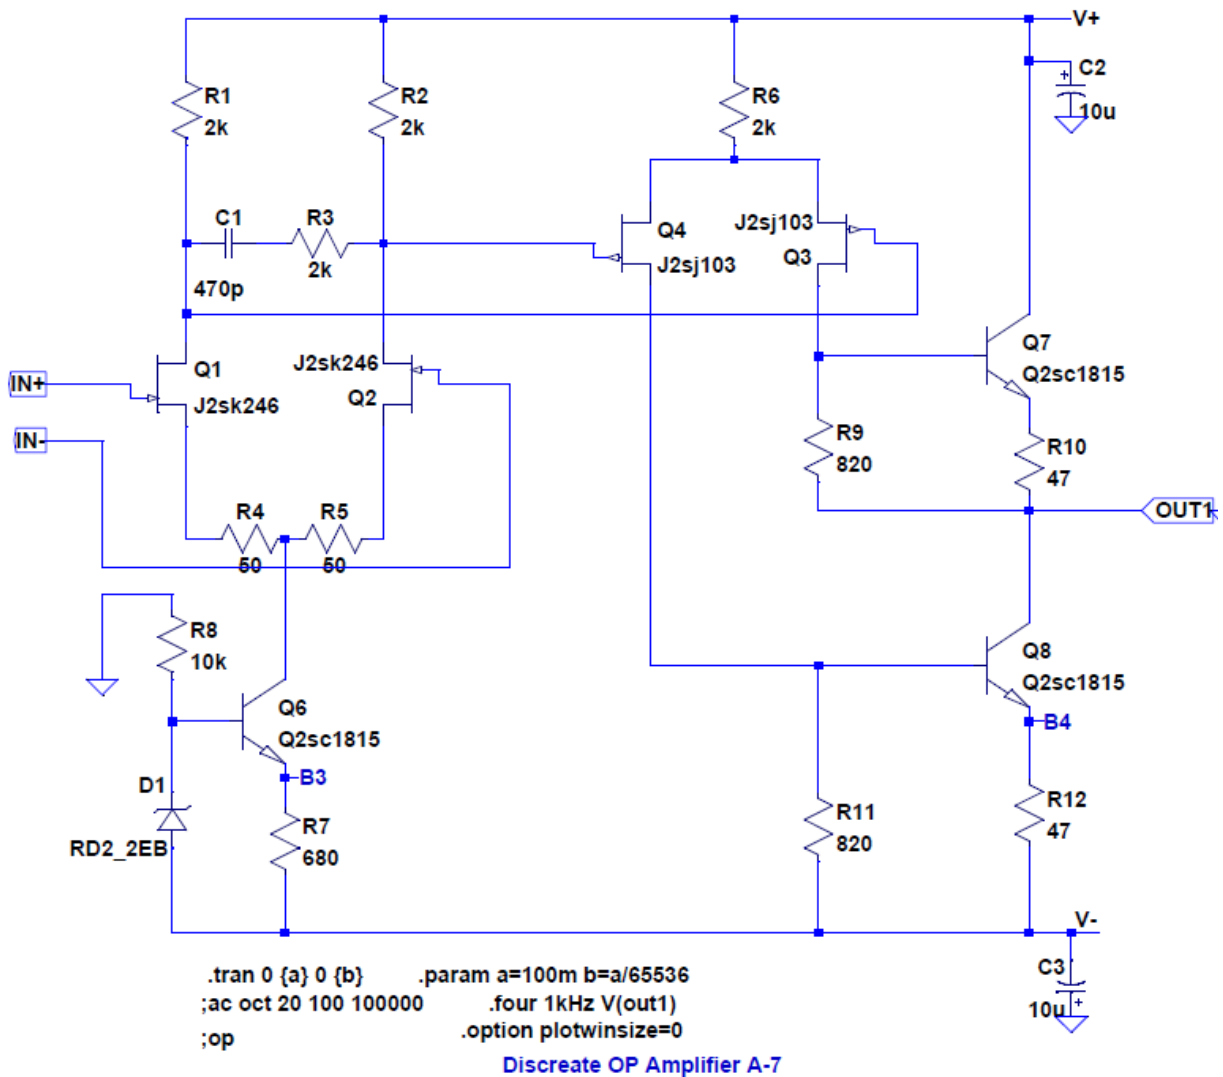 V+
C2
10u
R1
2k
R2
2k
R6
2k
C1
470p
R3
2k
Q4
J2sj103
J2sj103
Q3
IN+
IN-
Q1
J2sk246
J2sk246
Q2
Q7
Q2sc1815
R9
820
R10
47
OUT1
R4
50
R5
50
R8
10k
Q6
Q2sc1815
B3
Q8
Q2sc1815
B4
D1
RD2_2EB
R7
680
R11
820
R12
47
V-
C3
10u
.tran 0 {a} 0 {b}
.param a=100m b=a/65536
;ac oct 20 100 100000
.four 1kHz V(out1)
;op
.option plotwinsize=0
Discreate OP Amplifier A-7